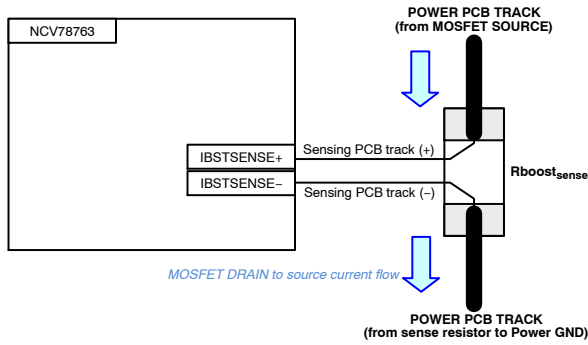 NCV78763
POWER PCB TRACK
(from MOSFET SOURCE)
IBSTSENSE+
Sensing PCB track (+)
IBSTSENSE−
Sensing PCB track (−)
Rboostsense
MOSFET DRAIN to source current flow
POWER PCB TRACK
(from sense resistor to Power GND)